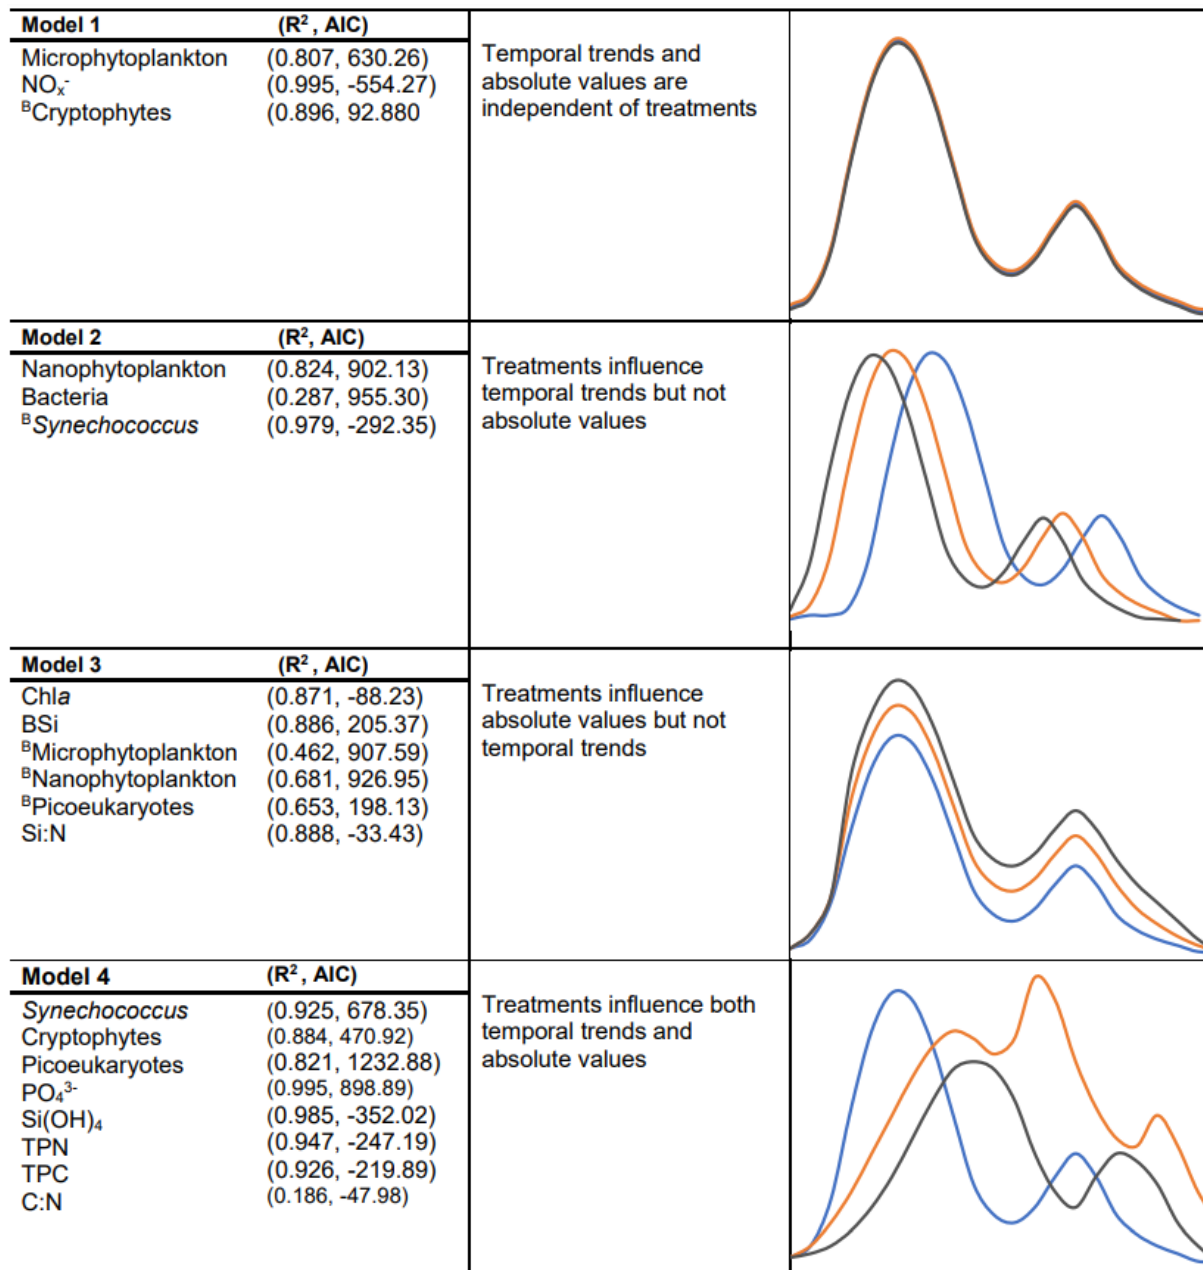 Model 1 (R², AIC)
Microphytoplankton (0.807, 630.26)
NOₓ⁻ (0.995, -554.27)
ᴮCryptophytes (0.896, 92.880
Temporal trends and
absolute values are
independent of treatments
Model 2 (R², AIC)
Nanophytoplankton (0.824, 902.13)
Bacteria (0.287, 955.30)
ᴮSynechococcus (0.979, -292.35)
Treatments influence
temporal trends but not
absolute values
Model 3 (R², AIC)
Chla (0.871, -88.23)
BSi (0.886, 205.37)
ᴮMicrophytoplankton (0.462, 907.59)
ᴮNanophytoplankton (0.681, 926.95)
ᴮPicoeukaryotes (0.653, 198.13)
Si:N (0.888, -33.43)
Treatments influence
absolute values but not
temporal trends
Model 4 (R², AIC)
Synechococcus (0.925, 678.35)
Cryptophytes (0.884, 470.92)
Picoeukaryotes (0.821, 1232.88)
PO₄³⁻ (0.995, 898.89)
Si(OH)₄ (0.985, -352.02)
TPN (0.947, -247.19)
TPC (0.926, -219.89)
C:N (0.186, -47.98)
Treatments influence both
temporal trends and
absolute values